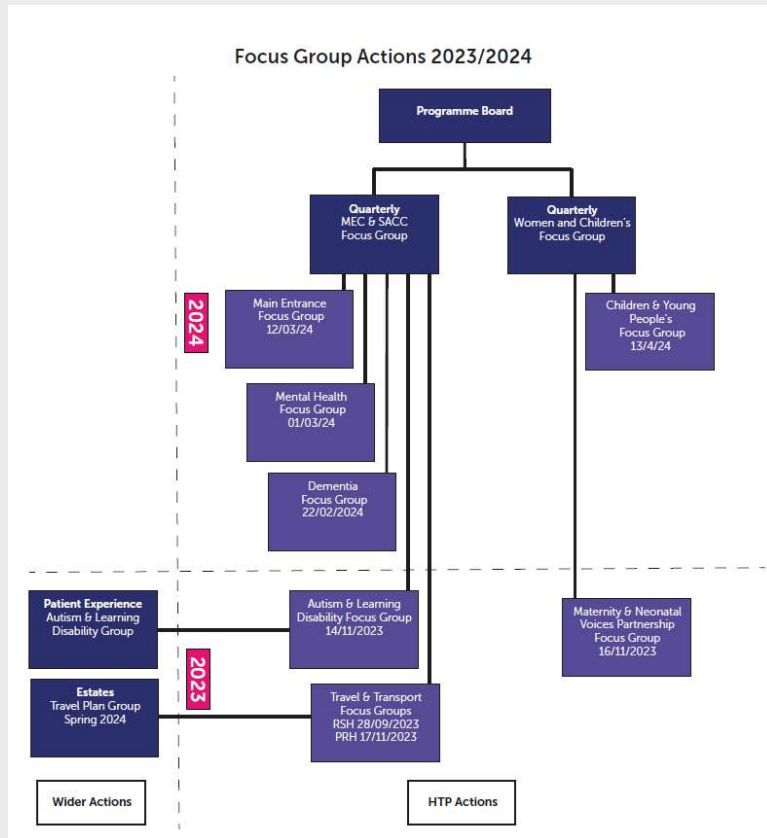 Focus Group Actions 2023/2024
Programme Board
Quarterly
MEC & SACC
Focus Group
Quarterly
Women and Children's
Focus Group
2024
Main Entrance
Focus Group
12/03/24
Children & Young
People's
Focus Group
13/4/24
Mental Health
Focus Group
01/03/24
Dementia
Focus Group
22/02/2024
Patient Experience
Autism & Learning
Disability Group
Autism & Learning
Disability Focus Group
14/11/2023
Maternity & Neonatal
Voices Partnership
Focus Group
16/11/2023
2023
Estates
Travel Plan Group
Spring 2024
Travel & Transport
Focus Groups
RSH 28/09/2023
PRH 17/11/2023
Wider Actions
HTP Actions